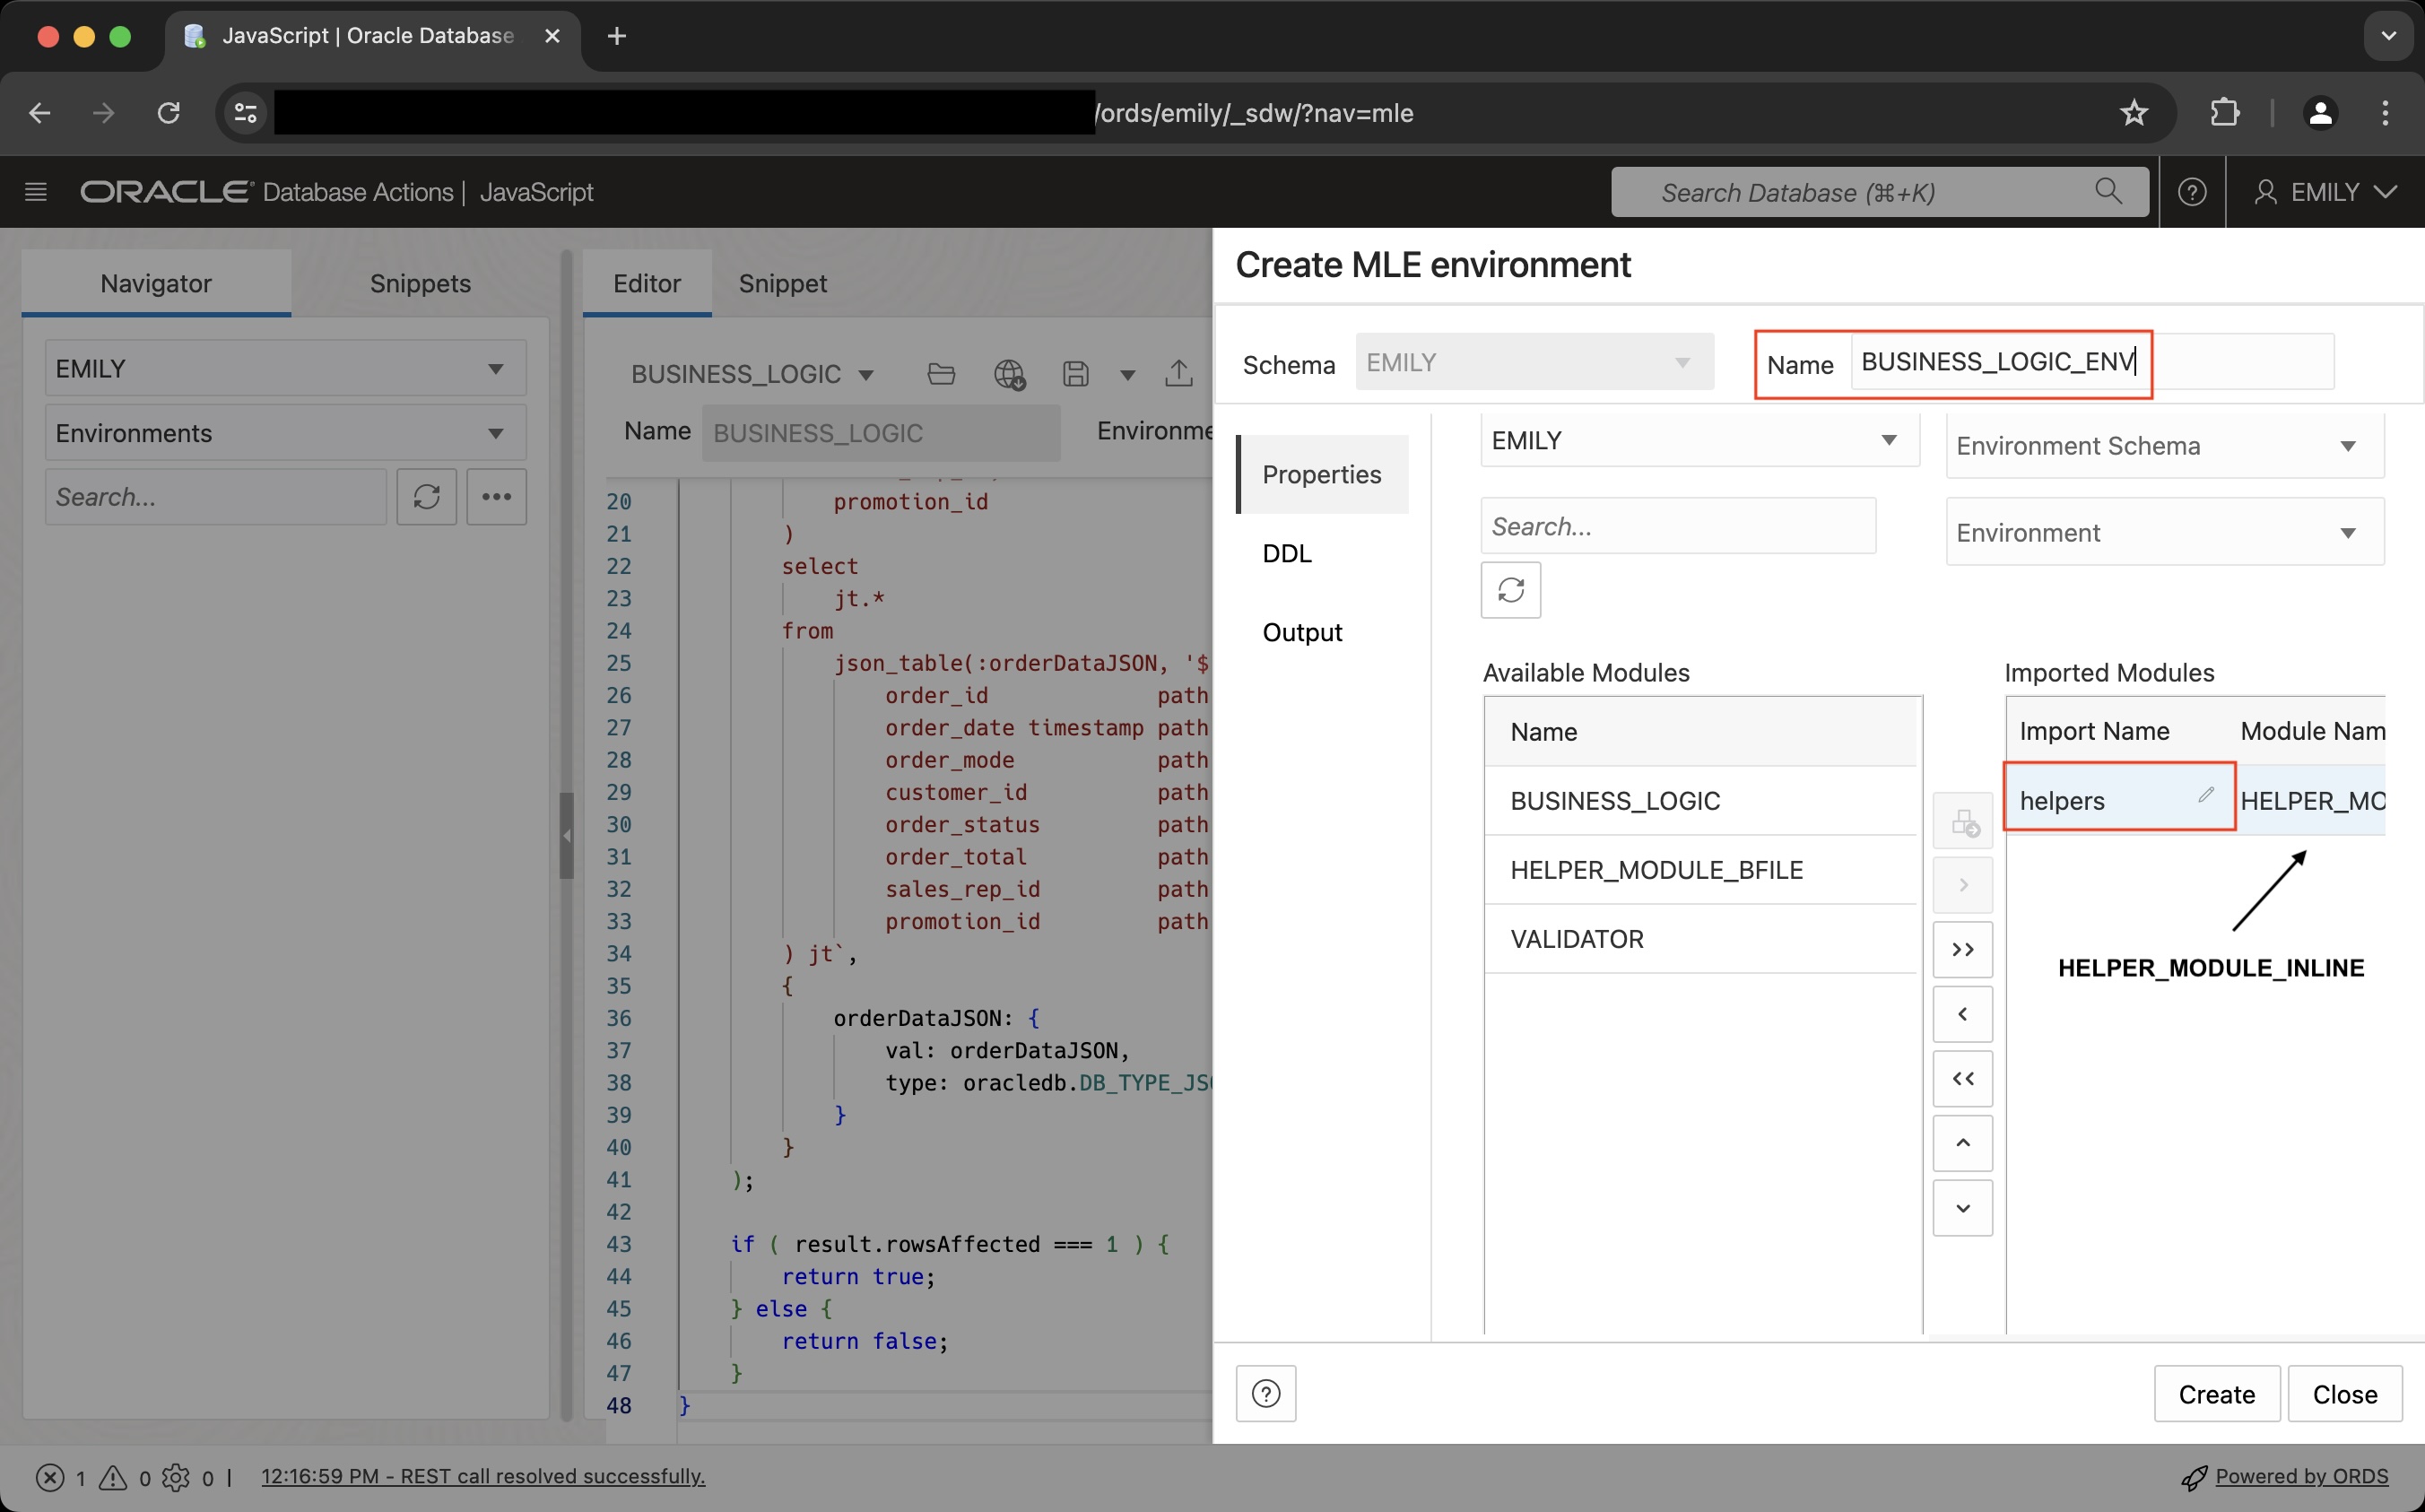 JavaScript | Oracle Database
/ords/emily/_sdw/?nav=mle
ORACLE Database Actions | JavaScript
Search Database (⌘+K)
EMILY
Navigator
Snippets
EMILY
Environments
Search...
Editor
Snippet
BUSINESS_LOGIC
Name BUSINESS_LOGIC Environme
20 promotion_id
21 )
22 select
23 jt.*
24 from
25 json_table(:orderDataJSON, '$
26 order_id path
27 order_date timestamp path
28 order_mode path
29 customer_id path
30 order_status path
31 order_total path
32 sales_rep_id path
33 promotion_id path
34 ) jt`,
35 {
36 orderDataJSON: {
37 val: orderDataJSON,
38 type: oracledb.DB_TYPE_JS
39 }
40 }
41 );
42
43 if ( result.rowsAffected === 1 ) {
44 return true;
45 } else {
46 return false;
47 }
48 }
Create MLE environment
Schema EMILY Name BUSINESS_LOGIC_ENV
Properties
DDL
Output
EMILY
Environment Schema
Search...
Environment
Available Modules
Name
BUSINESS_LOGIC
HELPER_MODULE_BFILE
VALIDATOR
Imported Modules
Import Name Module Nam
helpers HELPER_MO
HELPER_MODULE_INLINE
Create Close
1 0 0 | 12:16:59 PM - REST call resolved successfully.
Powered by ORDS